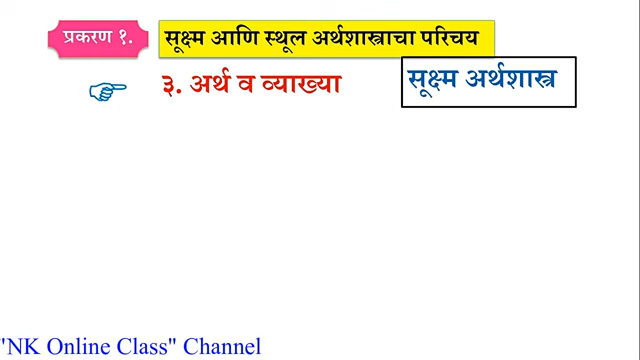 प्रकरण १.
सूक्ष्म आणि स्थूल अर्थशास्त्राचा परिचय
३. अर्थ व व्याख्या
सूक्ष्म अर्थशास्त्र
"NK Online Class" Channel